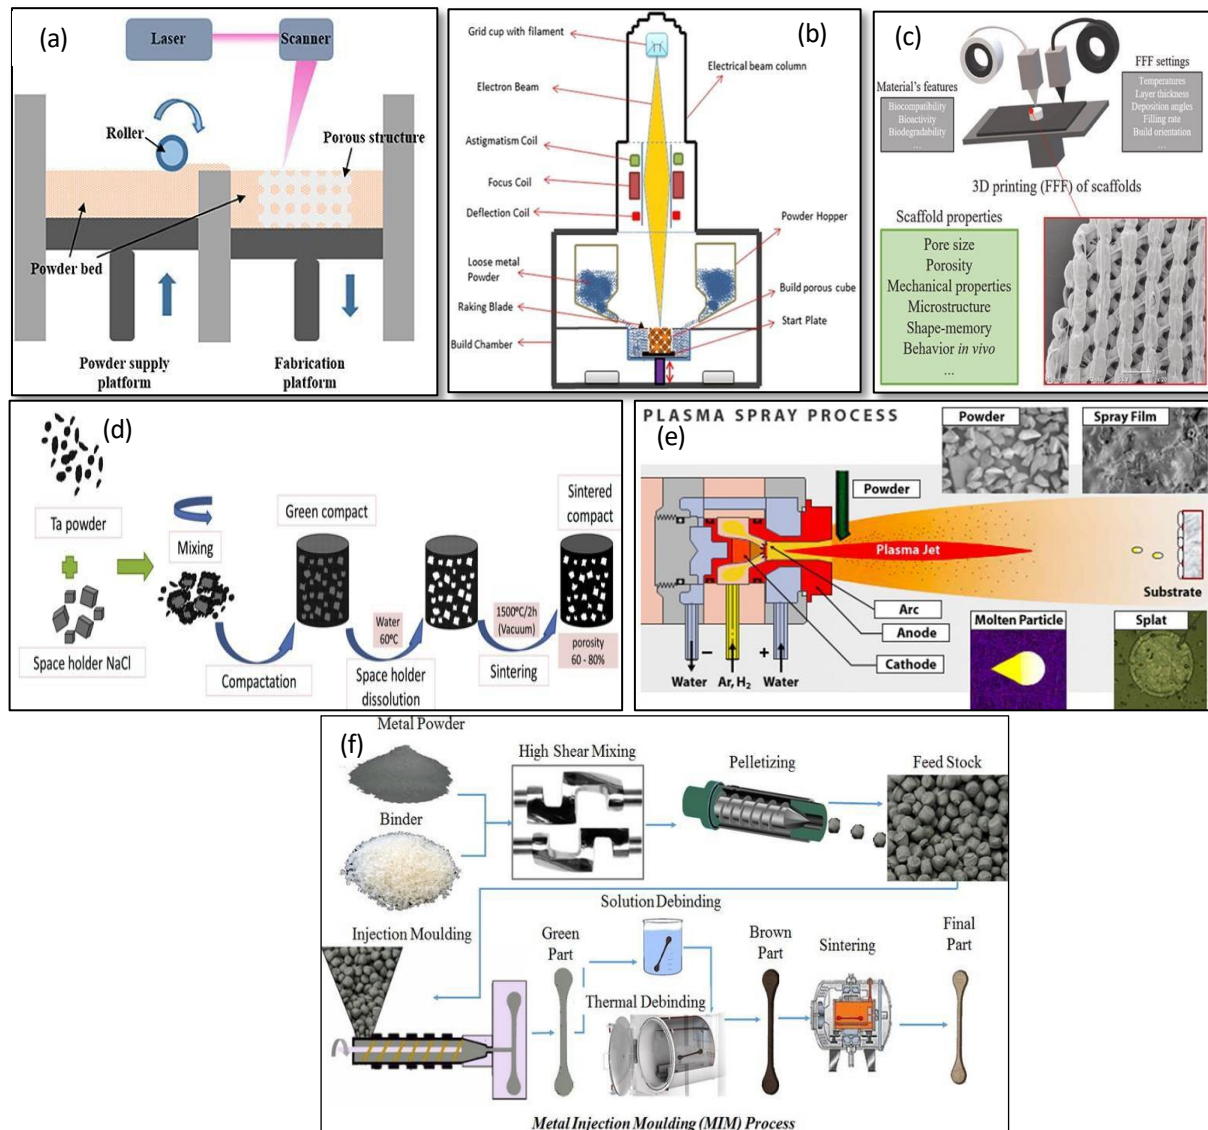 (a)
Laser
Scanner
Roller
Porous structure
Powder bed
Powder supply
platform
Fabrication
platform
(b)
Grid cup with filament
Electrical beam column
Electron Beam
Astigmatism Coil
Focus Coil
Deflection Coil
Powder Hopper
Loose metal
Powder
Build porous cube
Raking Blade
Start Plate
Build Chamber
(c)
Material's features
Biocompatibility
Bioactivity
Biodegradability
...
FFF settings
Temperatures
Layer thickness
Deposition angles
Filling rate
Build orientation
...
3D printing (FFF) of scaffolds
Scaffold properties
Pore size
Porosity
Mechanical properties
Microstructure
Shape-memory
Behavior in vivo
...
(d)
Ta powder
Space holder NaCl
Mixing
Compactation
Green compact
Water
60ºC
Space holder
dissolution
1500ºC/2h
(Vacuum)
Sintering
Sintered
compact
porosity
60 - 80%
PLASMA SPRAY PROCESS
(e)
Powder
Spray Film
Powder
Plasma Jet
Substrate
Arc
Anode
Cathode
Molten Particle
Splat
− +
Water Ar, H2 Water
(f)
Metal Powder
Binder
High Shear Mixing
Pelletizing
Feed Stock
Injection Moulding
Green
Part
Solution Debinding
Thermal Debinding
Brown
Part
Sintering
Final
Part
Metal Injection Moulding (MIM) Process